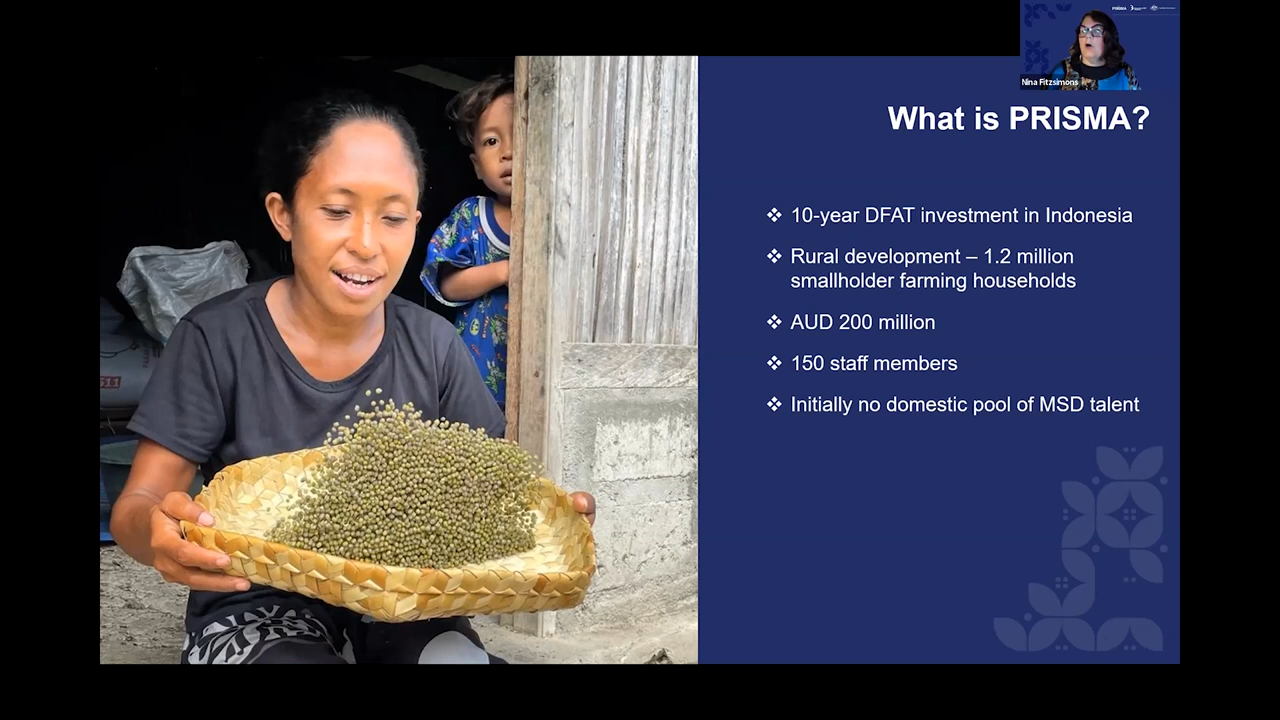 PRISMA
Nina Fitzsimons
What is PRISMA?
❖ 10-year DFAT investment in Indonesia
❖ Rural development – 1.2 million
smallholder farming households
❖ AUD 200 million
❖ 150 staff members
❖ Initially no domestic pool of MSD talent